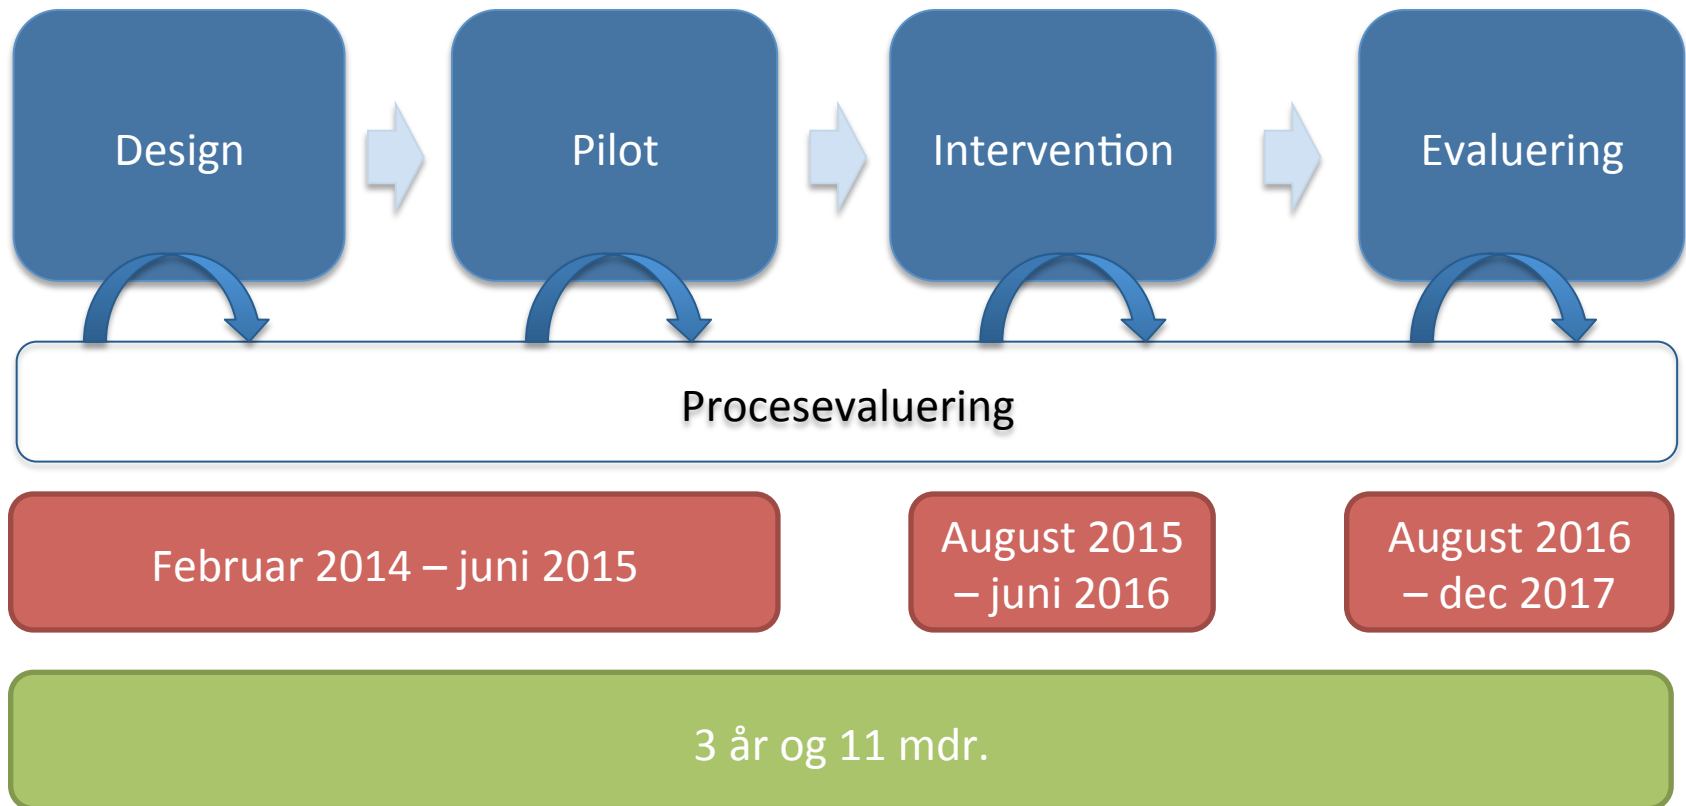 Design
Pilot
Intervention
Evaluering
Procesevaluering
Februar 2014 – juni 2015
August 2015
– juni 2016
August 2016
– dec 2017
3 år og 11 mdr.